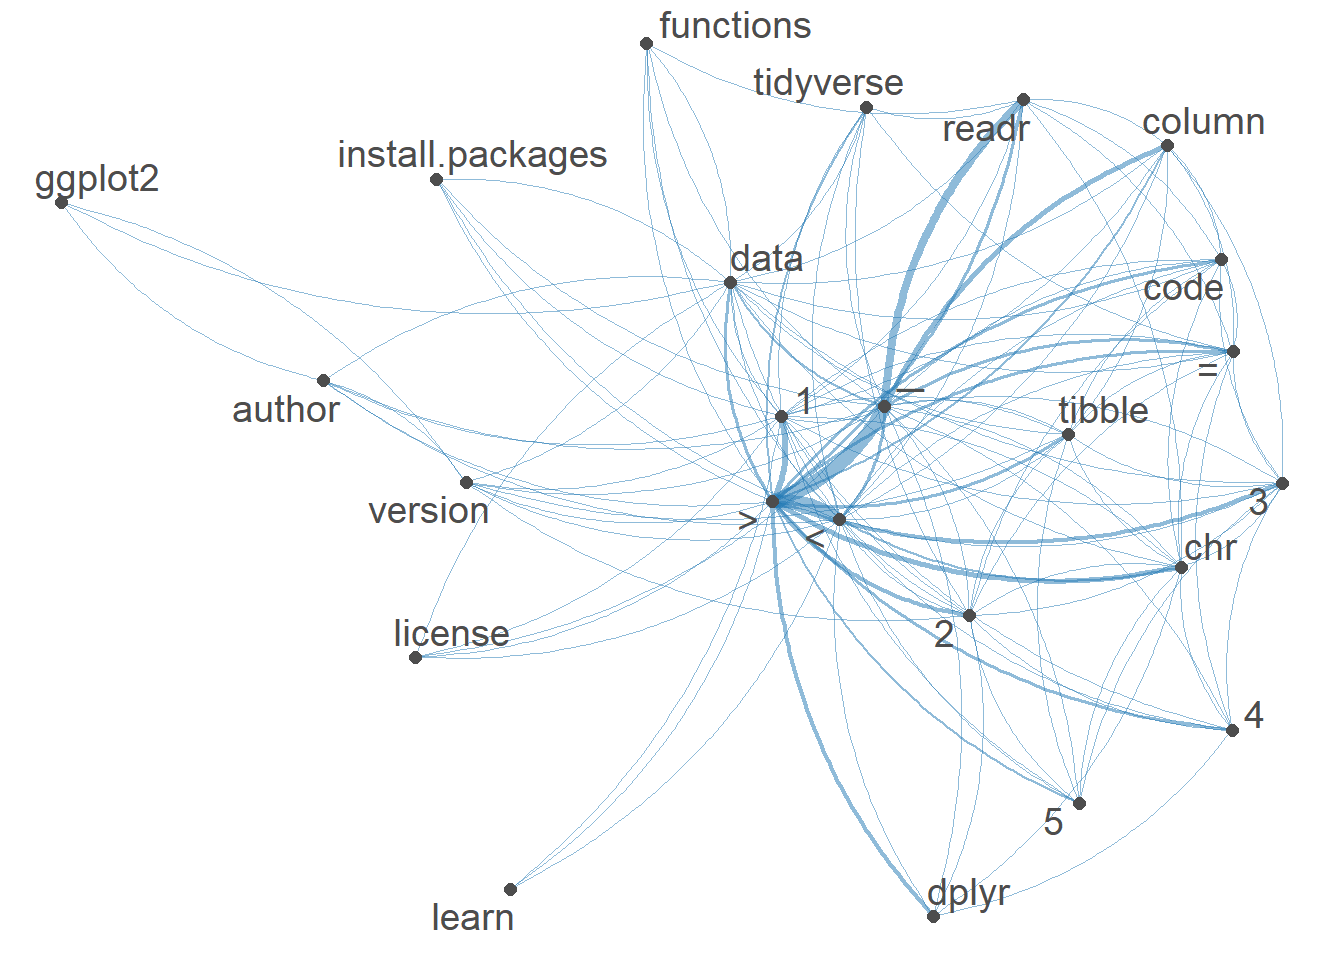 functions
tidyverse
readr
column
install.packages
ggplot2
data
code
=
1
_
tibble
author
version
>
<
3
chr
license
2
4
5
dplyr
learn